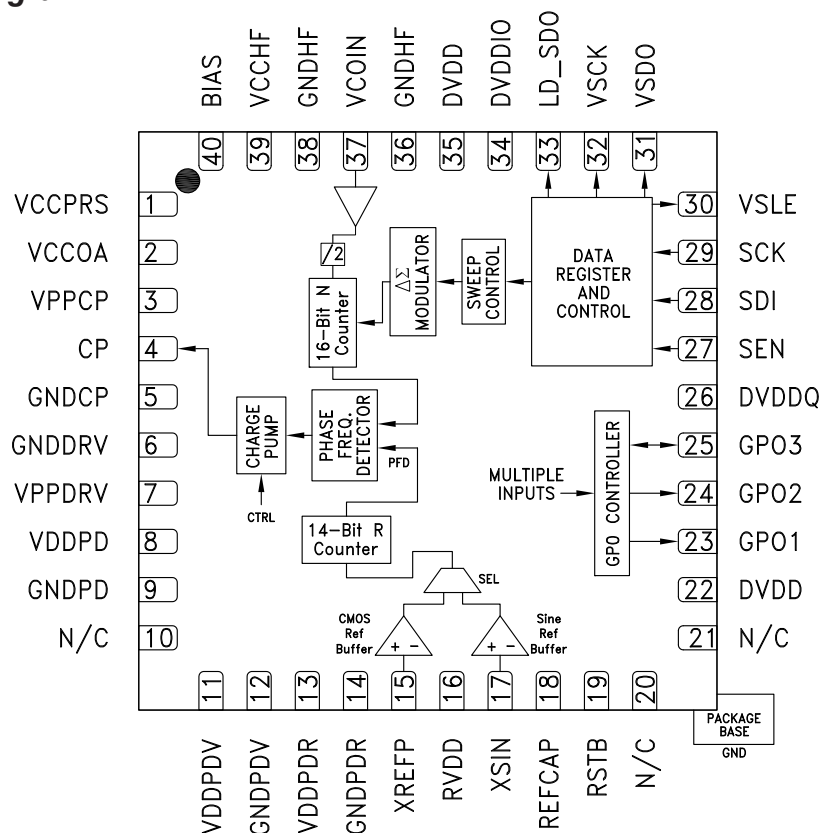 BIAS
VCCHF
GNDHF
VCOIN
GNDHF
DVDD
DVDDIO
LD_SDO
VSCK
VSDO
40
39
38
37
36
35
34
33
32
31
VCCPRS 1
VCCOA 2
VPPCP 3
CP 4
GNDCP 5
GNDDRV 6
VPPDRV 7
VDDPD 8
GNDPD 9
N/C 10
/2
16-Bit N
Counter
ΔΣ
MODULATOR
SWEEP
CONTROL
DATA
REGISTER
AND
CONTROL
CHARGE
PUMP
CTRL
PHASE
FREQ.
DETECTOR
PFD
14-Bit R
Counter
SEL
CMOS
Ref
Buffer
+ -
Sine
Ref
Buffer
+ -
MULTIPLE
INPUTS
GPO CONTROLLER
30 VSLE
29 SCK
28 SDI
27 SEN
26 DVDDQ
25 GPO3
24 GPO2
23 GPO1
22 DVDD
21 N/C
11
12
13
14
15
16
17
18
19
20
VDDPDV
GNDPDV
VDDPDR
GNDPDR
XREFP
RVDD
XSIN
REFCAP
RSTB
N/C
PACKAGE
BASE
GND